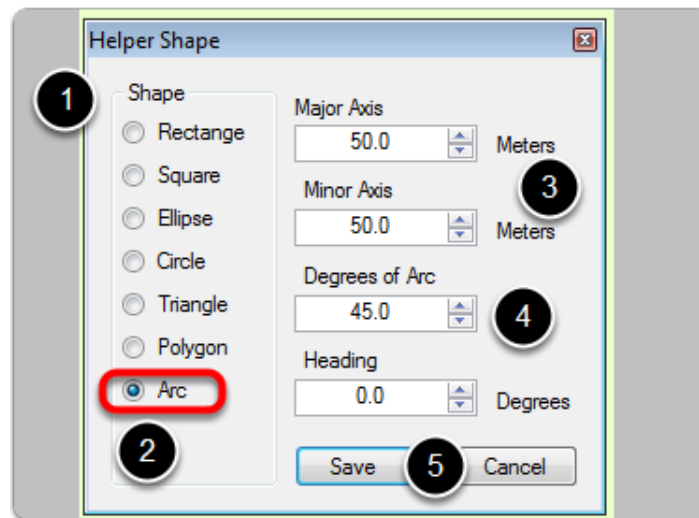 Helper Shape
1
Shape
Rectange
Square
Ellipse
Circle
Triangle
Polygon
Arc
2
Major Axis
50.0 Meters
3
Minor Axis
50.0 Meters
Degrees of Arc
45.0
4
Heading
0.0 Degrees
Save 5 Cancel